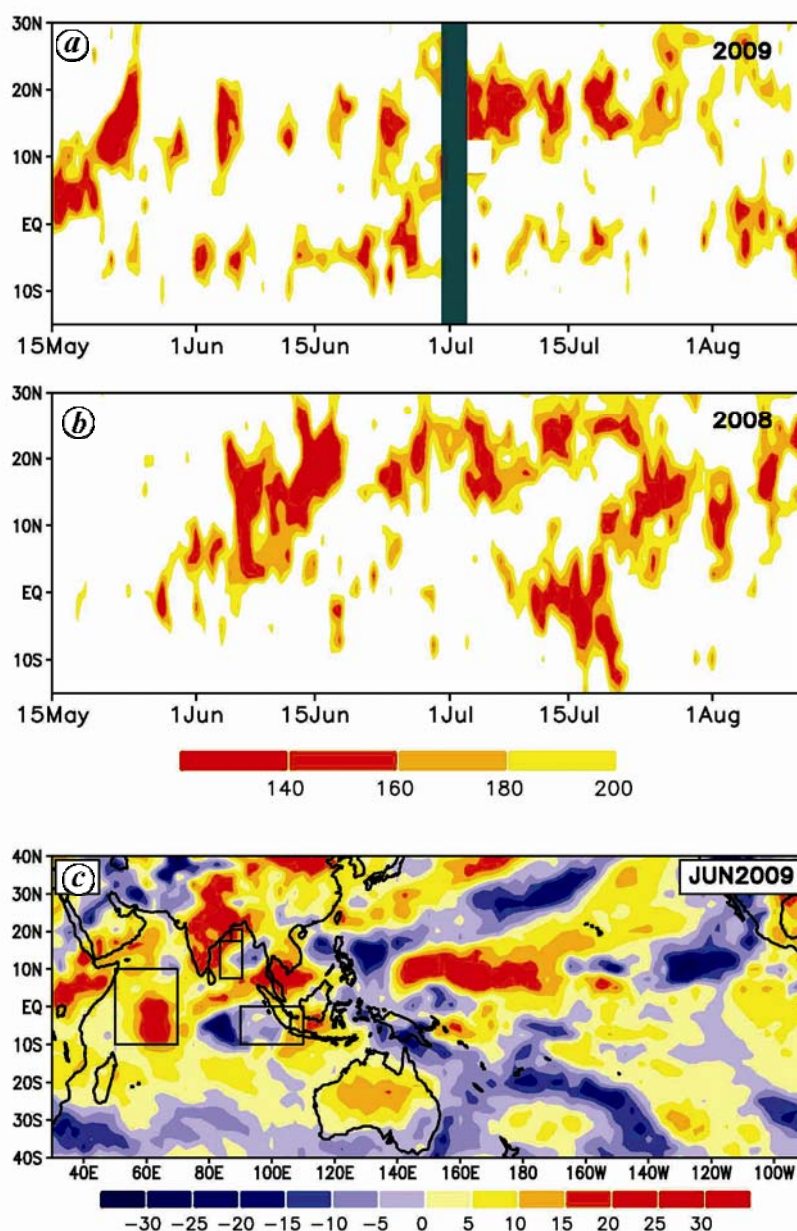 a
2009
30N
20N
10N
EQ
10S
15May 1Jun 15Jun 1Jul 15Jul 1Aug
b
2008
30N
20N
10N
EQ
10S
15May 1Jun 15Jun 1Jul 15Jul 1Aug
140 160 180 200
c
JUN2009
40N
30N
20N
10N
EQ
10S
20S
30S
40S
40E 60E 80E 100E 120E 140E 160E 180 160W 140W 120W 100W
-30 -25 -20 -15 -10 -5 0 5 10 15 20 25 30